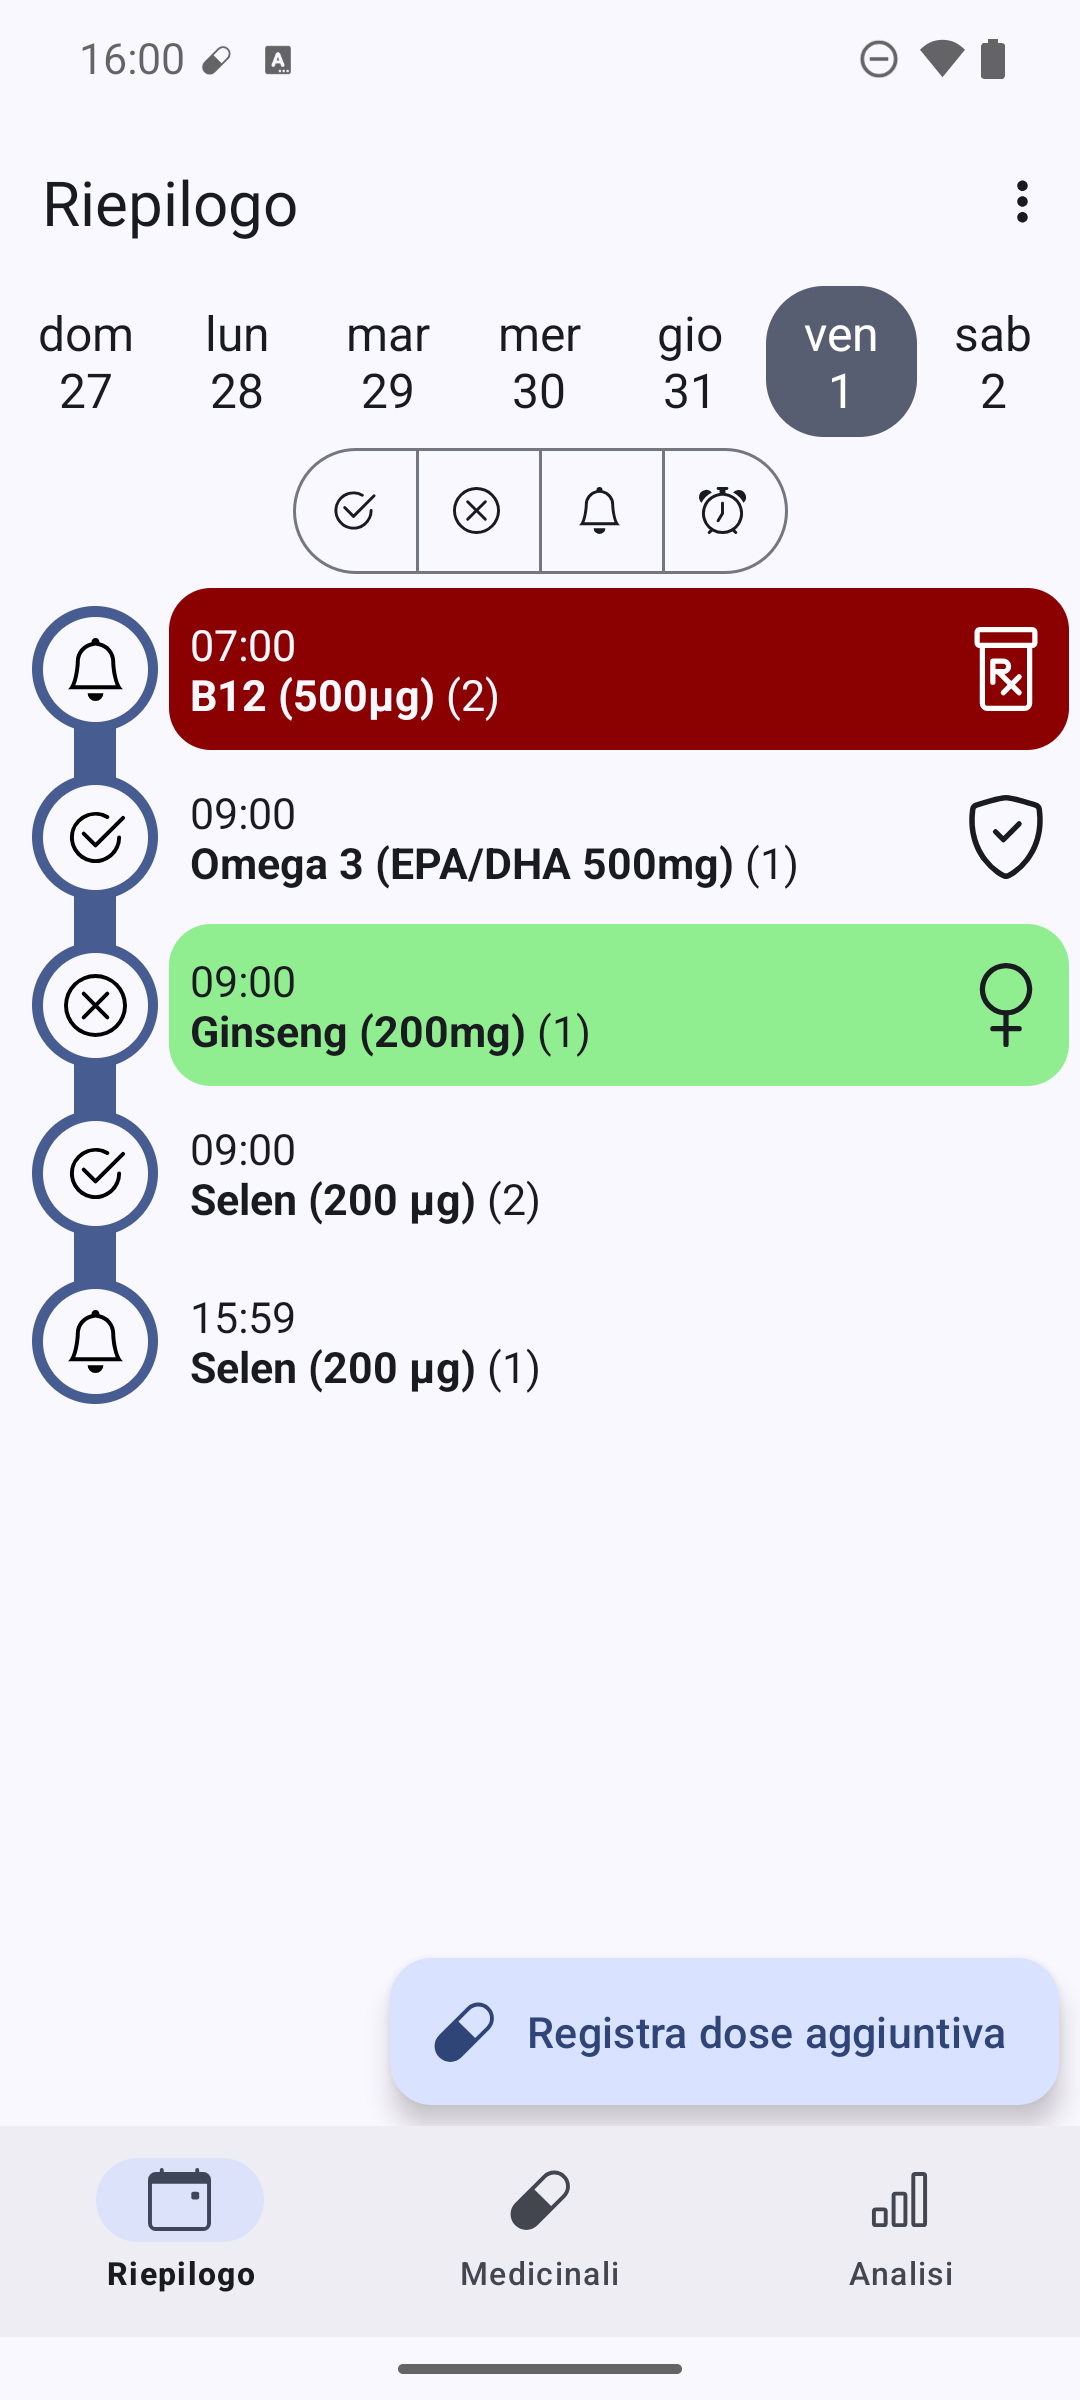 16:00
Riepilogo
dom lun mar mer gio ven sab
27 28 29 30 31 1 2
07:00
B12 (500µg) (2)
09:00
Omega 3 (EPA/DHA 500mg) (1)
09:00
Ginseng (200mg) (1)
09:00
Selen (200 µg) (2)
15:59
Selen (200 µg) (1)
Registra dose aggiuntiva
Riepilogo Medicinali Analisi